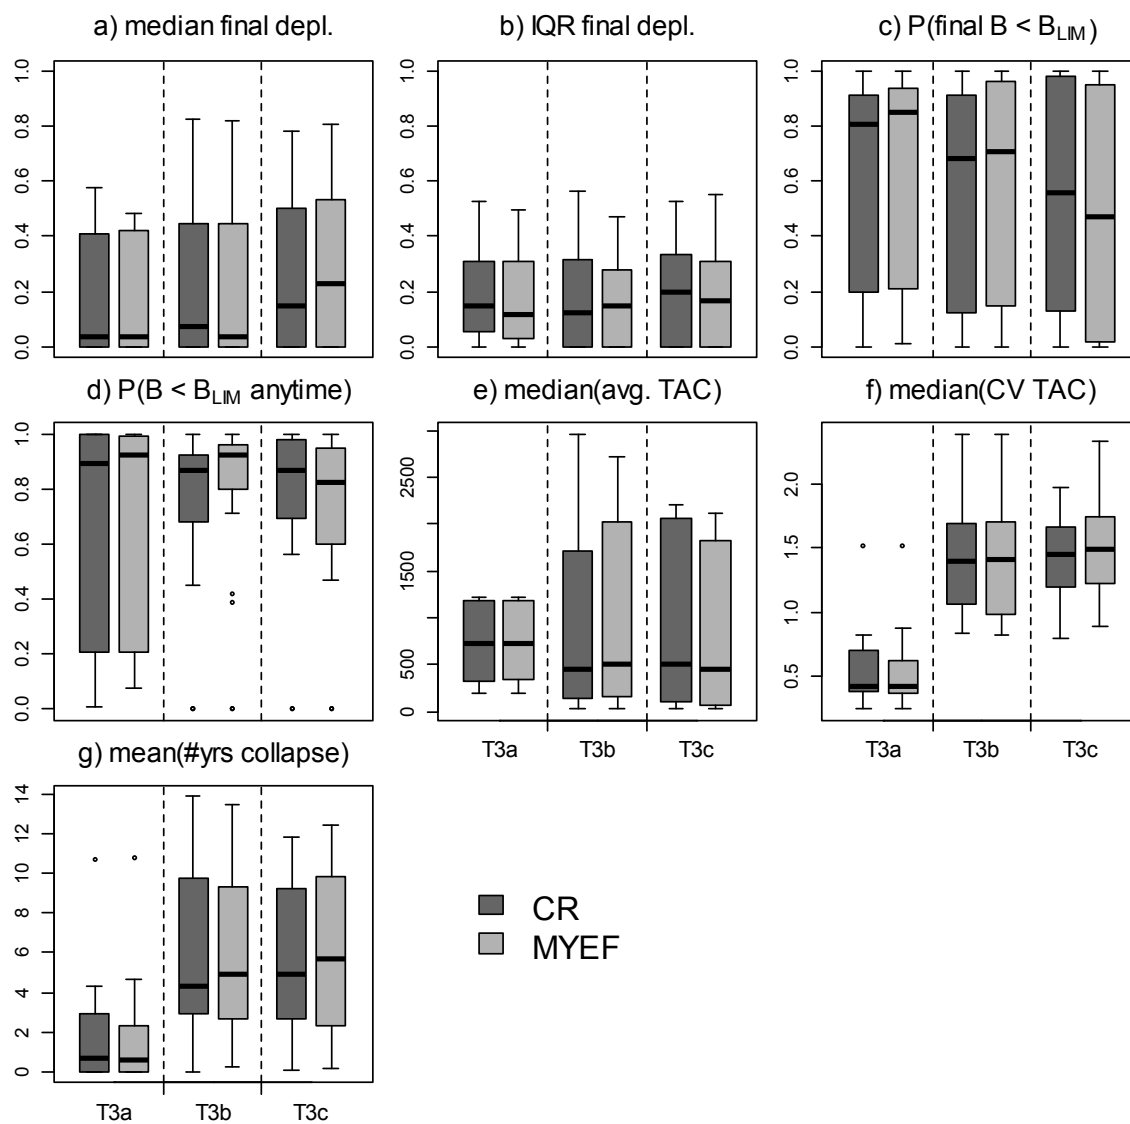 a) median final depl.
b) IQR final depl.
c) P(final B < BLIM)
1.0
0.8
0.6
0.4
0.2
0.0
1.0
0.8
0.6
0.4
0.2
0.0
1.0
0.8
0.6
0.4
0.2
0.0
d) P(B < BLIM anytime)
e) median(avg. TAC)
f) median(CV TAC)
1.0
0.8
0.6
0.4
0.2
0.0
2500
1500
500
0
2.0
1.5
1.0
0.5
T3a
T3b
T3c
T3a
T3b
T3c
g) mean(#yrs collapse)
14
12
10
8
6
4
2
0
T3a
T3b
T3c
CR
MYEF